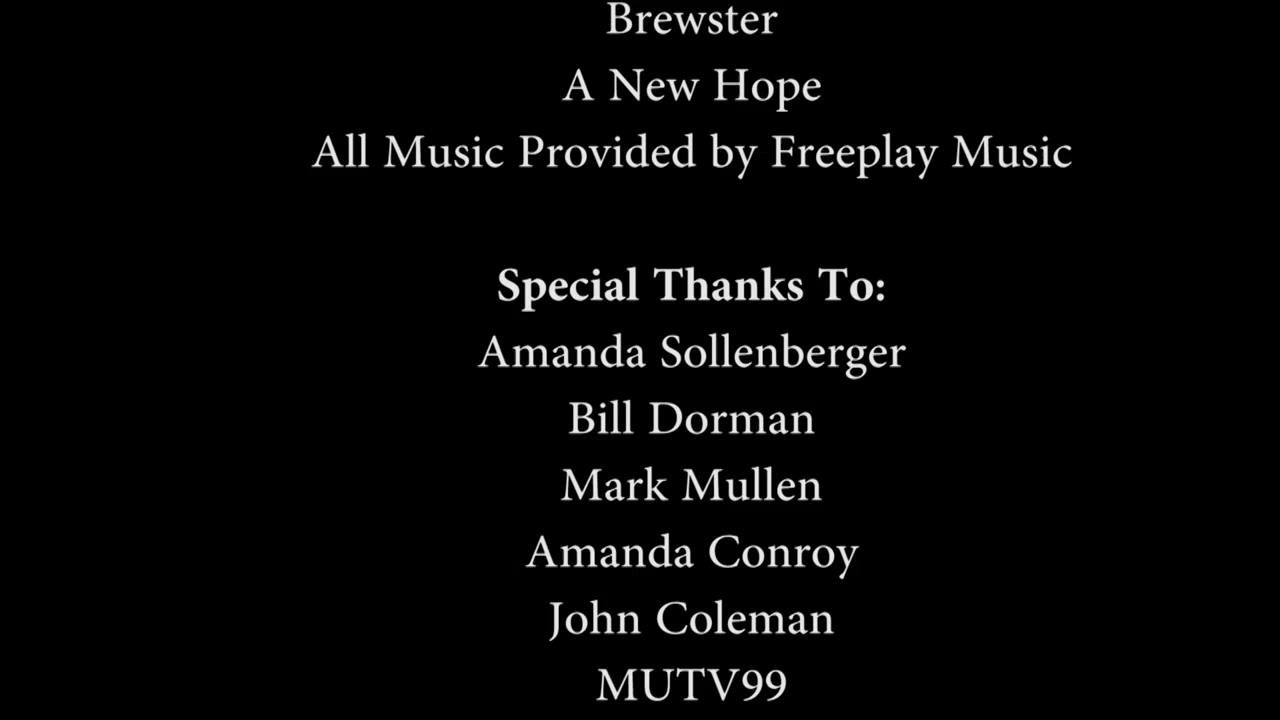 Brewster
A New Hope
All Music Provided by Freeplay Music
Special Thanks To:
Amanda Sollenberger
Bill Dorman
Mark Mullen
Amanda Conroy
John Coleman
MUTV99